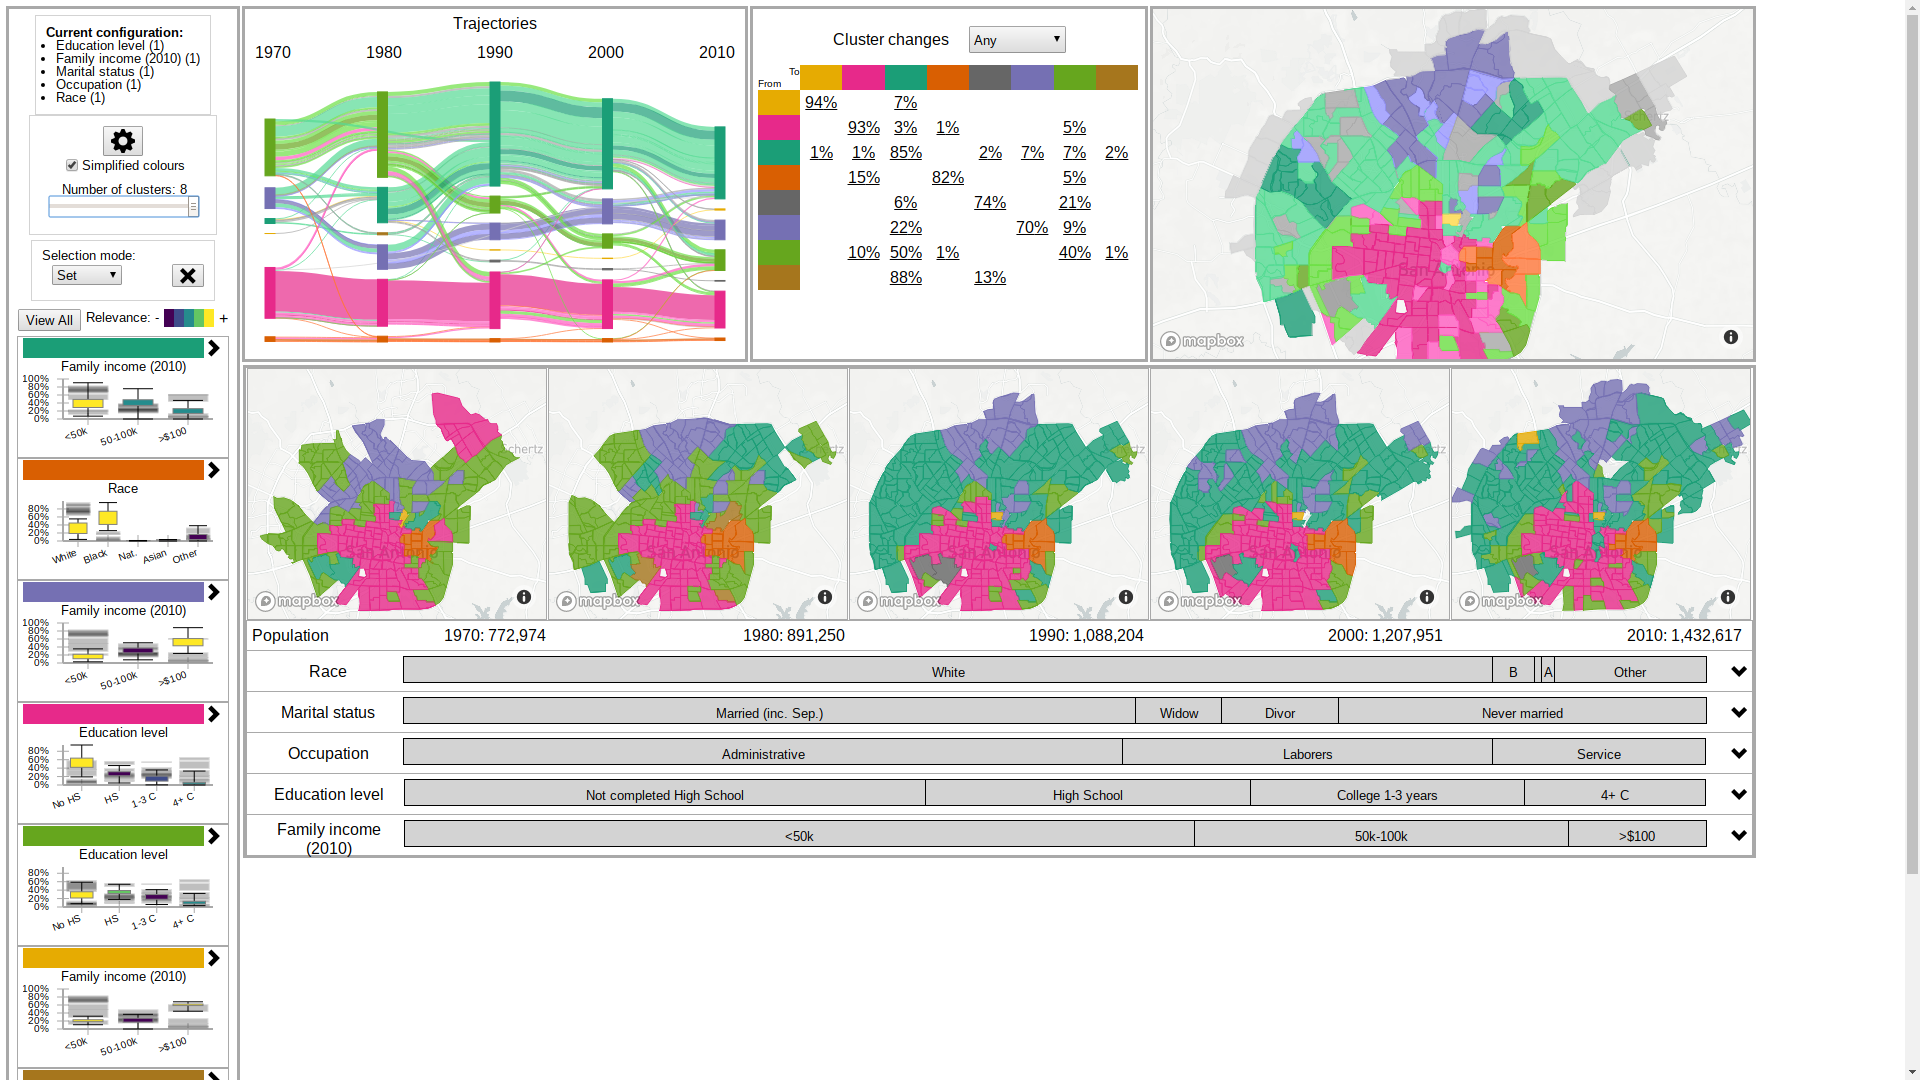 Current configuration:
Education level (1)
Family income (2010) (1)
Marital status (1)
Occupation (1)
Race (1)
Simplified colours
Number of clusters: 8
Selection mode:
Set
View All
Relevance: - +
Family income (2010)
100%
80%
60%
40%
20%
0%
<50k 50-100k >$100
Race
80%
60%
40%
20%
0%
White Black Nat. Asian Other
Family income (2010)
100%
80%
60%
40%
20%
0%
<50k 50-100k >$100
Education level
80%
60%
40%
20%
0%
No HS HS 1-3 C 4+ C
Education level
80%
60%
40%
20%
0%
No HS HS 1-3 C 4+ C
Family income (2010)
100%
80%
60%
40%
20%
0%
<50k 50-100k >$100
Trajectories
1970 1980 1990 2000 2010
Cluster changes Any
To
From
94% 7%
93% 3% 1% 5%
1% 1% 85% 2% 7% 7% 2%
15% 82% 5%
6% 74% 21%
22% 70% 9%
10% 50% 1% 40% 1%
88% 13%
San Antonio
mapbox
San Antonio
mapbox
San Antonio
mapbox
San Antonio
mapbox
San Antonio
mapbox
San Antonio
mapbox
Population 1970: 772,974 1980: 891,250 1990: 1,088,204 2000: 1,207,951 2010: 1,432,617
Race White B A Other
Marital status Married (inc. Sep.) Widow Divor Never married
Occupation Administrative Laborers Service
Education level Not completed High School High School College 1-3 years 4+ C
Family income (2010) <50k 50k-100k >$100